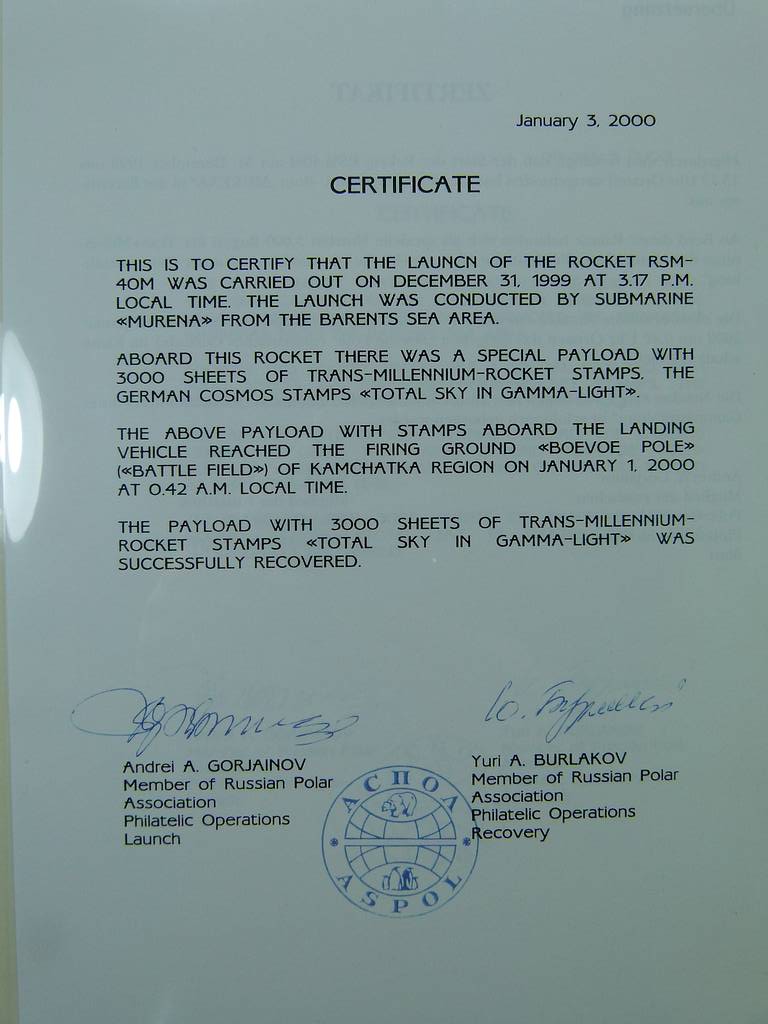 January 3, 2000
CERTIFICATE
THIS IS TO CERTIFY THAT THE LAUNCN OF THE ROCKET RSM-
40M WAS CARRIED OUT ON DECEMBER 31, 1999 AT 3.17 P.M.
LOCAL TIME. THE LAUNCH WAS CONDUCTED BY SUBMARINE
«MURENA» FROM THE BARENTS SEA AREA.
ABOARD THIS ROCKET THERE WAS A SPECIAL PAYLOAD WITH
3000 SHEETS OF TRANS-MILLENNIUM-ROCKET STAMPS, THE
GERMAN COSMOS STAMPS «TOTAL SKY IN GAMMA-LIGHT».
THE ABOVE PAYLOAD WITH STAMPS ABOARD THE LANDING
VEHICLE REACHED THE FIRING GROUND «BOEVOE POLE»
(«BATTLE FIELD») OF KAMCHATKA REGION ON JANUARY 1, 2000
AT 0.42 A.M. LOCAL TIME.
THE PAYLOAD WITH 3000 SHEETS OF TRANS-MILLENNIUM-
ROCKET STAMPS «TOTAL SKY IN GAMMA-LIGHT» WAS
SUCCESSFULLY RECOVERED.
Andrei A. GORJAINOV
Member of Russian Polar
Association
Philatelic Operations
Launch
Yuri A. BURLAKOV
Member of Russian Polar
Association
Philatelic Operations
Recovery
АСПОЛ
ASPOL